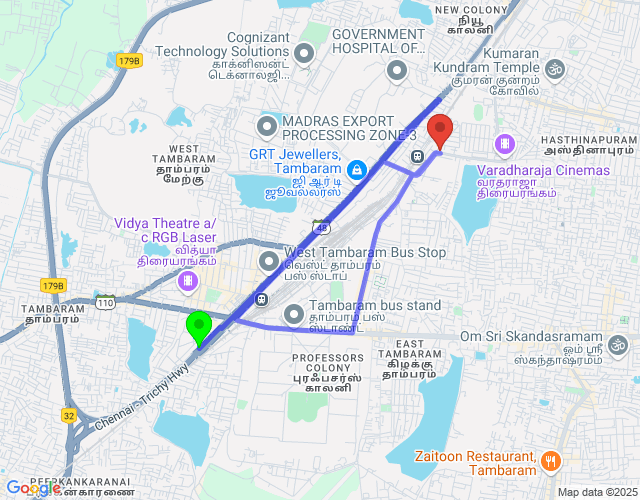 NEW COLONY
நியூ
காலனி
Cognizant
Technology Solutions
காக்னிஸன்ட்
டெக்னாலஜி...
GOVERNMENT
HOSPITAL OF...
Kumaran
Kundram Temple
குமரன் குன்றம்
கோவில்
179B
MADRAS EXPORT
PROCESSING ZONE-3
HASTHINAPURAM
அஸ்தினாபுரம்
WEST
TAMBARAM
தாம்பரம்
மேற்கு
GRT Jewellers,
Tambaram
ஜி ஆர் டி
ஜூவல்லர்ஸ்
Varadharaja Cinemas
வரதராஜா
திரையரங்கம்
Vidya Theatre a/
c RGB Laser
வித்யா
திரையரங்கம்
48
West Tambaram Bus Stop
வெஸ்ட் தாம்பரம்
பஸ் ஸ்டாப்
179B
110
TAMBARAM
தாம்பரம்
Tambaram bus stand
தாம்பரம் பஸ்
ஸ்டாண்ட்
Om Sri Skandasramam
ஓம் ஸ்ரீ
ஸ்கந்தாஷ்ரமம்
EAST
TAMBARAM
கிழக்கு
தாம்பரம்
PROFESSORS
COLONY
புரஃபசர்ஸ்
காலனி
Chennai - Trichy Hwy
32
Zaitoon Restaurant,
Tambaram
PEERKANKARANAI
Google
Map data ©2025